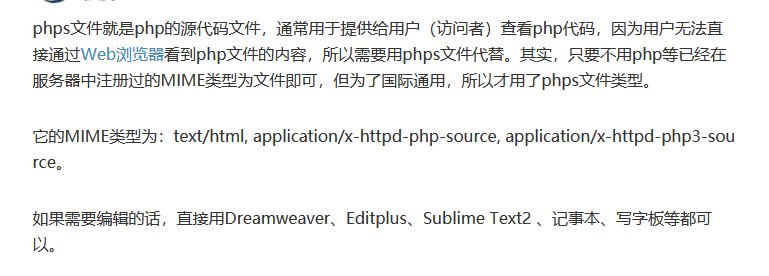 phps文件就是php的源代码文件，通常用于提供给用户（访问者）查看php代码，因为用户无法直
接通过Web浏览器看到php文件的内容，所以需要用phps文件代替。其实，只要不用php等已经在
服务器中注册过的MIME类型为文件即可，但为了国际通用，所以才用了phps文件类型。
它的MIME类型为：text/html, application/x-httpd-php-source, application/x-httpd-php3-sou
rce。
如果需要编辑的话，直接用Dreamweaver、Editplus、Sublime Text2 、记事本、写字板等都可
以。